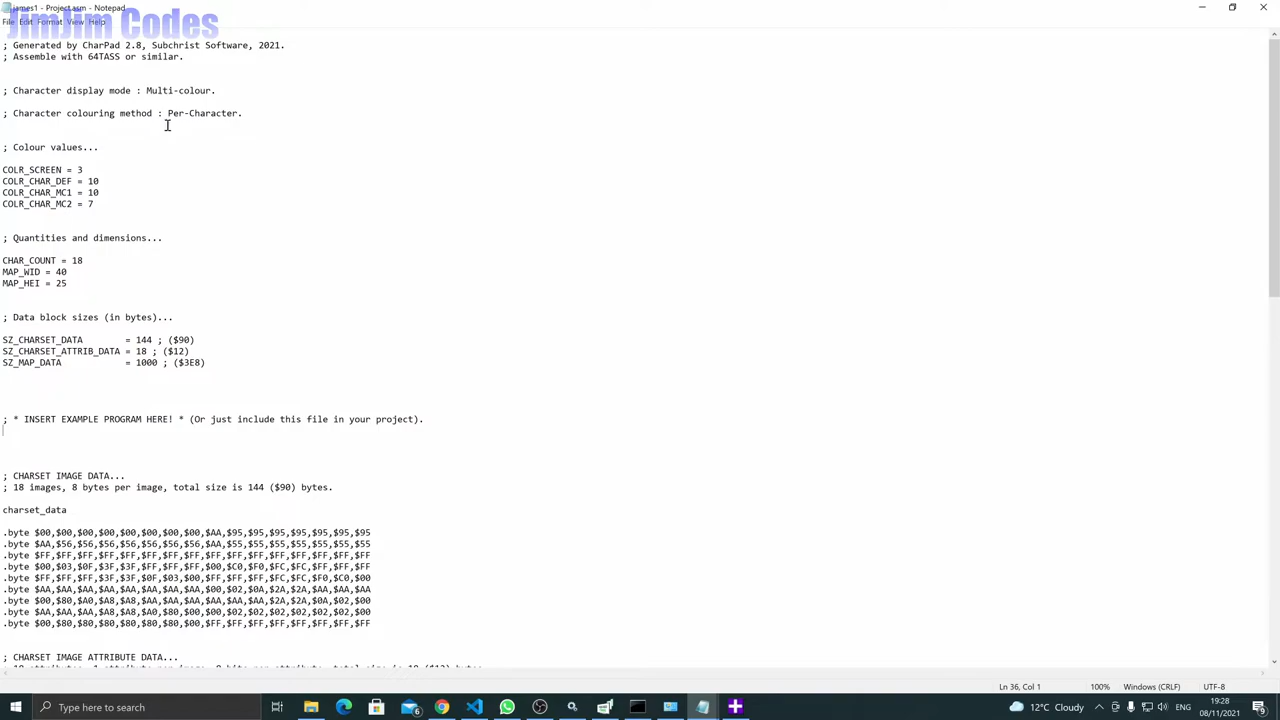 james1 - Project.asm - Notepad
File Edit Format View Help
JimJim Codes
; Generated by CharPad 2.8, Subchrist Software, 2021.
; Assemble with 64TASS or similar.
; Character display mode : Multi-colour.
; Character colouring method : Per-Character.
; Colour values...
COLR_SCREEN = 3
COLR_CHAR_DEF = 10
COLR_CHAR_MC1 = 10
COLR_CHAR_MC2 = 7
; Quantities and dimensions...
CHAR_COUNT = 18
MAP_WID = 40
MAP_HEI = 25
; Data block sizes (in bytes)...
SZ_CHARSET_DATA        = 144 ; ($90)
SZ_CHARSET_ATTRIB_DATA = 18 ; ($12)
SZ_MAP_DATA            = 1000 ; ($3E8)
; * INSERT EXAMPLE PROGRAM HERE! * (Or just include this file in your project).
; CHARSET IMAGE DATA...
; 18 images, 8 bytes per image, total size is 144 ($90) bytes.
charset_data
.byte $00,$00,$00,$00,$00,$00,$00,$00,$AA,$95,$95,$95,$95,$95,$95,$95
.byte $AA,$56,$56,$56,$56,$56,$56,$56,$AA,$55,$55,$55,$55,$55,$55,$55
.byte $FF,$FF,$FF,$FF,$FF,$FF,$FF,$FF,$FF,$FF,$FF,$FF,$FF,$FF,$FF,$FF
.byte $00,$03,$0F,$3F,$3F,$FF,$FF,$FF,$00,$C0,$F0,$FC,$FC,$FF,$FF,$FF
.byte $FF,$FF,$FF,$3F,$3F,$0F,$03,$00,$FF,$FF,$FF,$FC,$FC,$F0,$C0,$00
.byte $AA,$AA,$AA,$AA,$AA,$AA,$AA,$AA,$00,$02,$0A,$2A,$2A,$AA,$AA,$AA
.byte $00,$80,$A0,$A8,$A8,$AA,$AA,$AA,$AA,$AA,$AA,$2A,$2A,$0A,$02,$00
.byte $AA,$AA,$AA,$A8,$A8,$A0,$80,$00,$00,$02,$02,$02,$02,$02,$02,$00
.byte $00,$80,$80,$80,$80,$80,$80,$00,$FF,$FF,$FF,$FF,$FF,$FF,$FF,$FF
; CHARSET IMAGE ATTRIBUTE DATA...
Ln 36, Col 1
100%
Windows (CRLF)
UTF-8
Type here to search
6
12°C Cloudy
19:28
08/11/2021